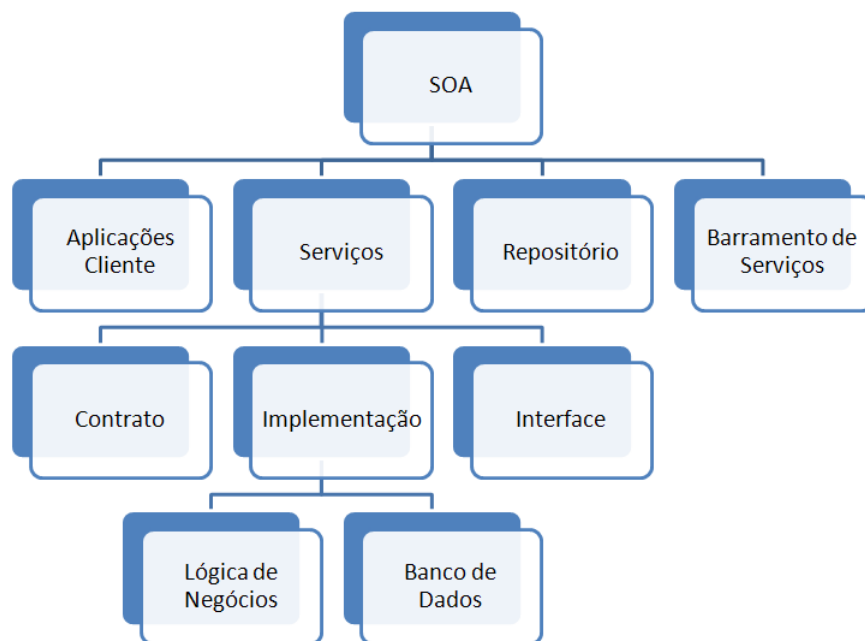 SOA
Aplicações
Cliente
Serviços
Repositório
Barramento de
Serviços
Contrato
Implementação
Interface
Lógica de
Negócios
Banco de
Dados